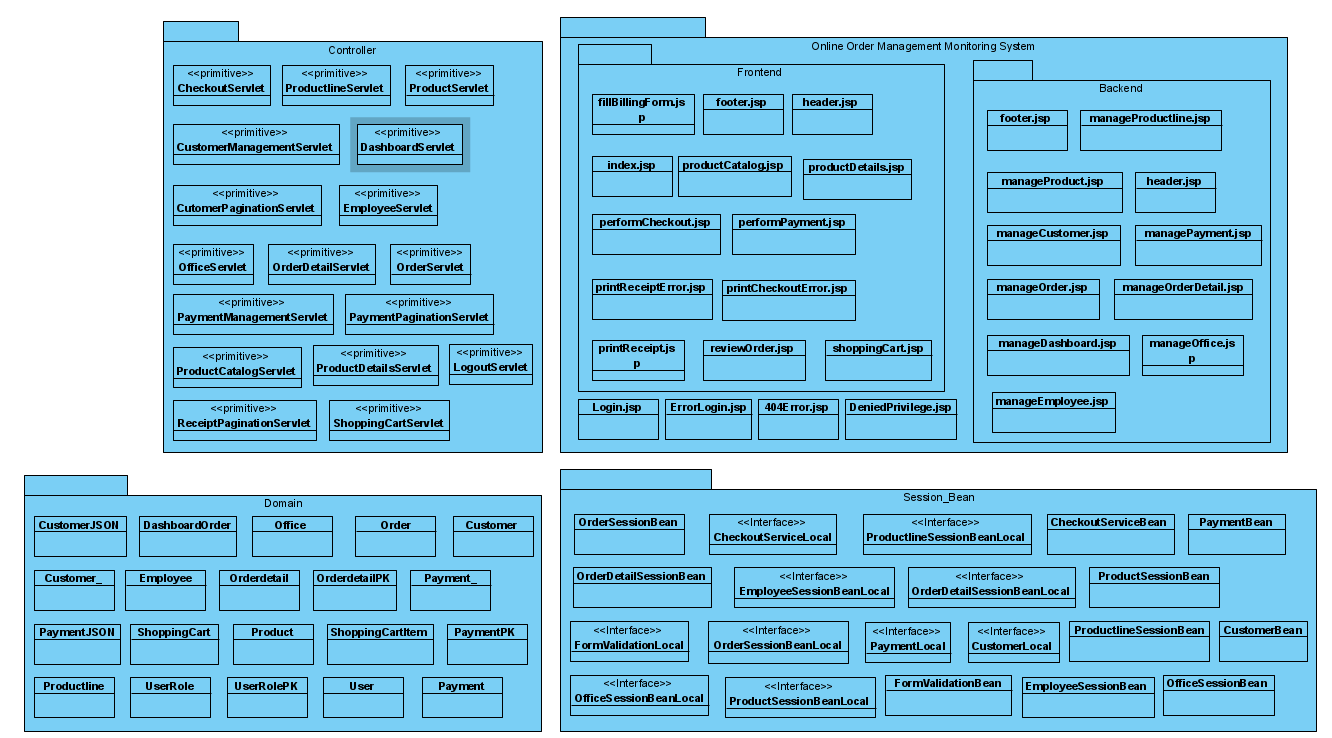 Controller
<<primitive>>
CheckoutServlet
<<primitive>>
ProductlineServlet
<<primitive>>
ProductServlet
<<primitive>>
CustomerManagementServlet
<<primitive>>
DashboardServlet
<<primitive>>
CutomerPaginationServlet
<<primitive>>
EmployeeServlet
<<primitive>>
OfficeServlet
<<primitive>>
OrderDetailServlet
<<primitive>>
OrderServlet
<<primitive>>
PaymentManagementServlet
<<primitive>>
PaymentPaginationServlet
<<primitive>>
ProductCatalogServlet
<<primitive>>
ProductDetailsServlet
<<primitive>>
LogoutServlet
<<primitive>>
ReceiptPaginationServlet
<<primitive>>
ShoppingCartServlet
Online Order Management Monitoring System
Frontend
fillBillingForm.js
p
footer.jsp
header.jsp
index.jsp
productCatalog.jsp
productDetails.jsp
performCheckout.jsp
performPayment.jsp
printReceiptError.jsp
printCheckoutError.jsp
printReceipt.js
p
reviewOrder.jsp
shoppingCart.jsp
Login.jsp
ErrorLogin.jsp
404Error.jsp
DeniedPrivilege.jsp
Backend
footer.jsp
manageProductline.jsp
manageProduct.jsp
header.jsp
manageCustomer.jsp
managePayment.jsp
manageOrder.jsp
manageOrderDetail.jsp
manageDashboard.jsp
manageOffice.js
p
manageEmployee.jsp
Domain
CustomerJSON
DashboardOrder
Office
Order
Customer
Customer_
Employee
Orderdetail
OrderdetailPK
Payment_
PaymentJSON
ShoppingCart
Product
ShoppingCartItem
PaymentPK
Productline
UserRole
UserRolePK
User
Payment
Session_Bean
OrderSessionBean
<<Interface>>
CheckoutServiceLocal
<<Interface>>
ProductlineSessionBeanLocal
CheckoutServiceBean
PaymentBean
OrderDetailSessionBean
<<Interface>>
EmployeeSessionBeanLocal
<<Interface>>
OrderDetailSessionBeanLocal
ProductSessionBean
<<Interface>>
FormValidationLocal
<<Interface>>
OrderSessionBeanLocal
<<Interface>>
PaymentLocal
<<Interface>>
CustomerLocal
ProductlineSessionBean
CustomerBean
<<Interface>>
OfficeSessionBeanLocal
<<Interface>>
ProductSessionBeanLocal
FormValidationBean
EmployeeSessionBean
OfficeSessionBean